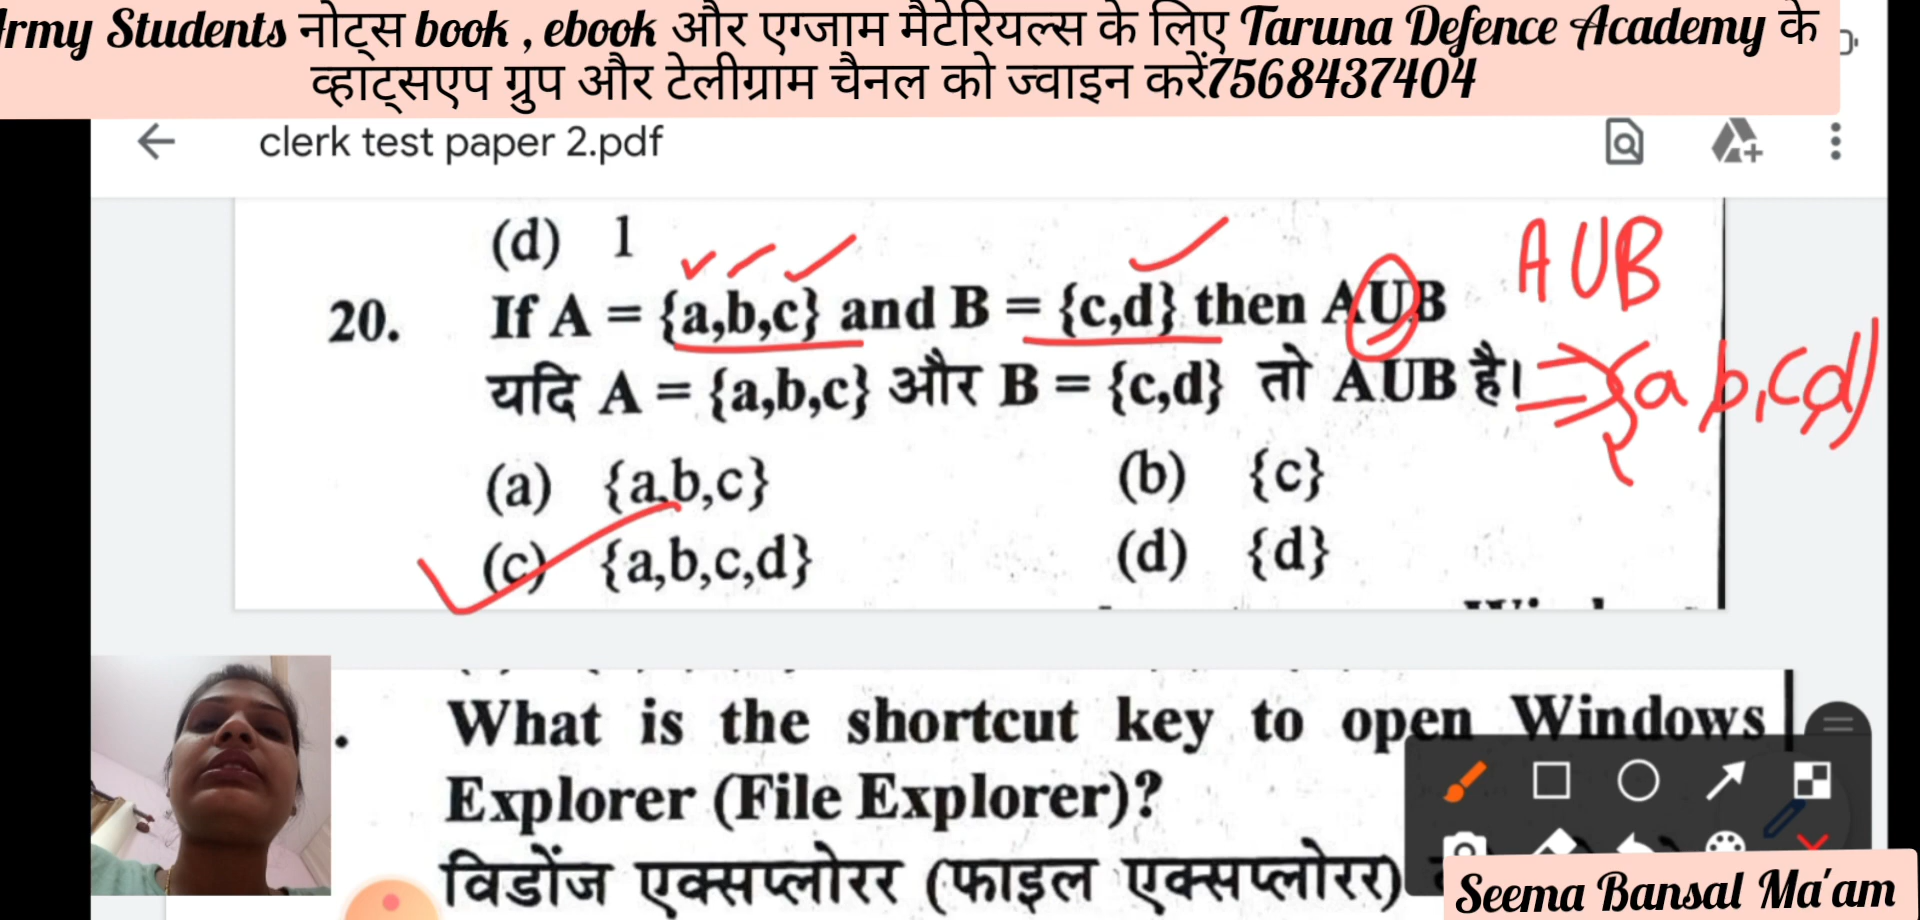 rmy Students नोट्स book , ebook और एग्जाम मैटेरियल्स के लिए Taruna Defence Academy के
व्हाट्सएप ग्रुप और टेलीग्राम चैनल को ज्वाइन करें7568437404
clerk test paper 2.pdf
(d) 1
20. If A = {a,b,c} and B = {c,d} then AUB
AUB
यदि A = {a,b,c} और B = {c,d} तो AUB है।
{a b,c,d}
(a) {a,b,c} (b) {c}
(c) {a,b,c,d} (d) {d}
. What is the shortcut key to open Windows
Explorer (File Explorer)?
विडोंज एक्सप्लोरर (फाइल एक्सप्लोरर)
Seema Bansal Ma'am